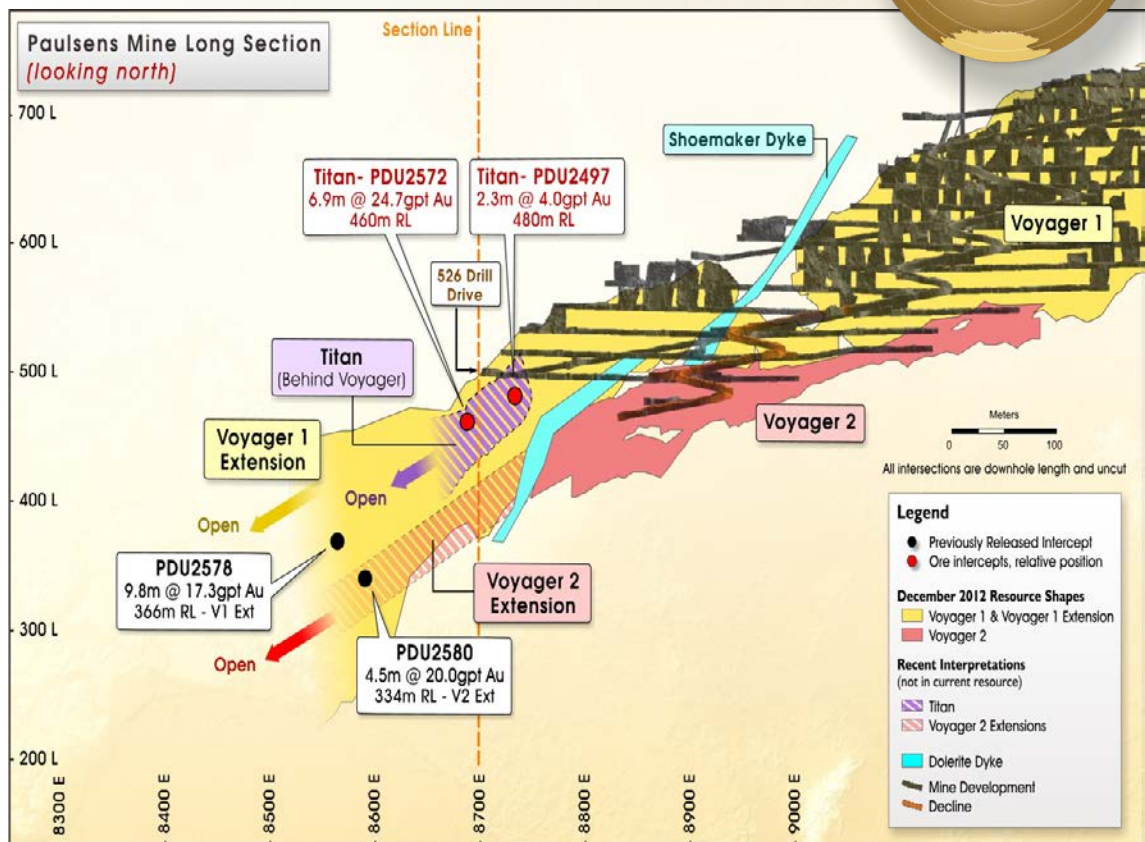 Paulsens Mine Long Section
(looking north)
Section Line
700 L
600 L
500 L
400 L
300 L
200 L
Shoemaker Dyke
Titan- PDU2572
6.9m @ 24.7gpt Au
460m RL
Titan- PDU2497
2.3m @ 4.0gpt Au
480m RL
Voyager 1
526 Drill
Drive
Titan
(Behind Voyager)
Voyager 2
Voyager 1
Extension
Open
Open
Meters
0 50 100
All intersections are downhole length and uncut
PDU2578
9.8m @ 17.3gpt Au
366m RL - V1 Ext
Voyager 2
Extension
Open
PDU2580
4.5m @ 20.0gpt Au
334m RL - V2 Ext
Legend
Previously Released Intercept
Ore intercepts, relative position
December 2012 Resource Shapes
Voyager 1 & Voyager 1 Extension
Voyager 2
Recent Interpretations
(not in current resource)
Titan
Voyager 2 Extensions
Dolerite Dyke
Mine Development
Decline
8300 E
8400 E
8500 E
8600 E
8700 E
8800 E
8900 E
9000 E